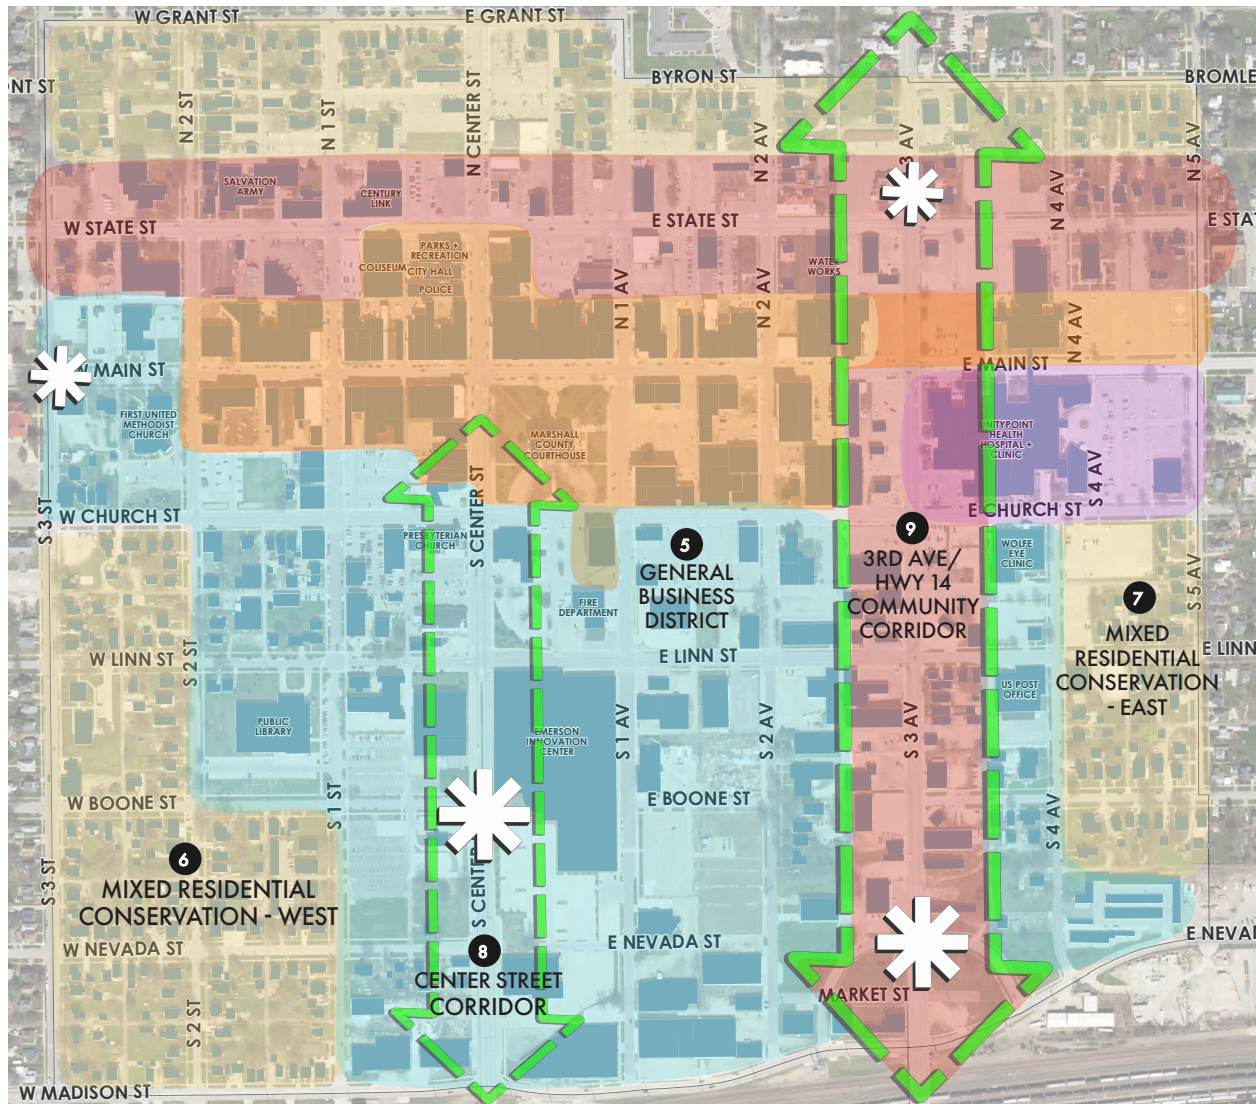 W GRANT ST
E GRANT ST
BYRON ST
BROMLE
ONT ST
N 2 ST
N 1 ST
N CENTER ST
N 2 AV
3 AV
N 5 AV
SALVATION
ARMY
CENTURY
LINK
N 4 AV
W STATE ST
E STATE ST
E STA
PARKS +
RECREATION
COLISEUM
CITY HALL
POLICE
WATER
WORKS
N 1 AV
N 2 AV
N 4 AV
MAIN ST
E MAIN ST
FIRST UNITED
METHODIST
CHURCH
MARSHALL
COUNTY
COURTHOUSE
UNITYPOINT
HEALTH
HOSPITAL +
CLINIC
S 4 AV
S 3 ST
W CHURCH ST
S CENTER ST
E CHURCH ST
PRESBYTERIAN
CHURCH
5
GENERAL
BUSINESS
DISTRICT
9
3RD AVE/
HWY 14
COMMUNITY
CORRIDOR
WOLFE
EYE
CLINIC
S 5 AV
7
MIXED
RESIDENTIAL
CONSERVATION
- EAST
FIRE
DEPARTMENT
W LINN ST
S 2 ST
E LINN ST
E LINN
US POST
OFFICE
PUBLIC
LIBRARY
EMERSON
INNOVATION
CENTER
S 1 AV
S 2 AV
S 3 AV
W BOONE ST
S 1 ST
E BOONE ST
S 4 AV
6
MIXED RESIDENTIAL
CONSERVATION - WEST
S 3 ST
S CENTE
W NEVADA ST
8
CENTER STREET
CORRIDOR
E NEVADA ST
E NEVA
MARKET ST
S 2 ST
W MADISON ST